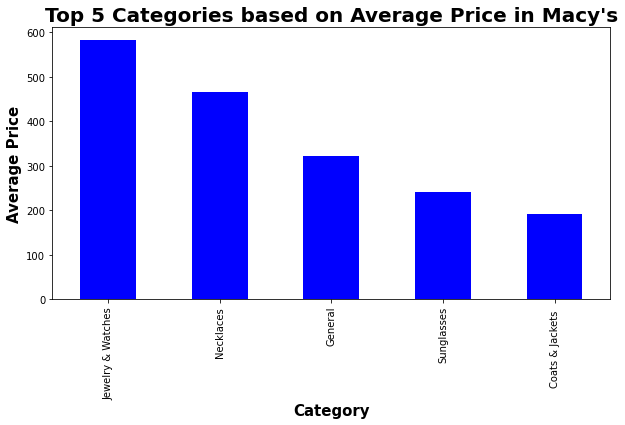 Top 5 Categories based on Average Price in Macy's
Average Price
600
500
400
300
200
100
0
Jewelry & Watches
Necklaces
General
Sunglasses
Coats & Jackets
Category